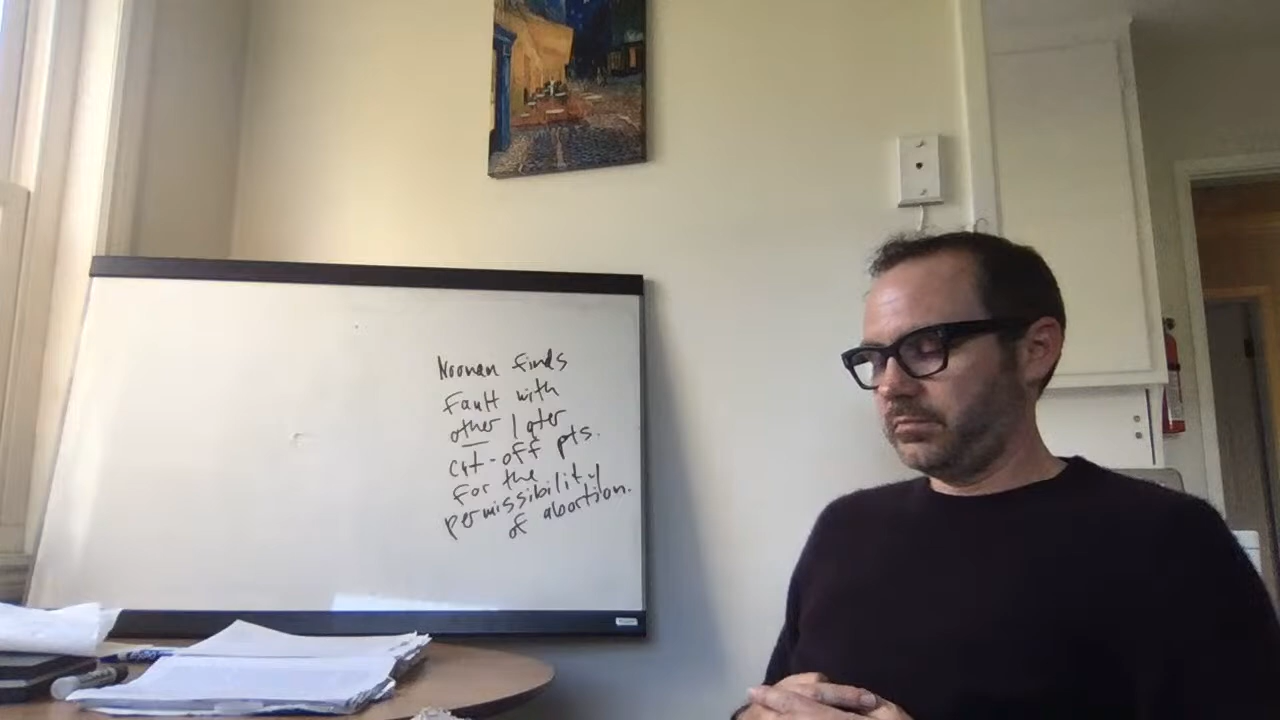 Noonan finds
fault with
other later
cut-off pts.
for the
permissibility
of abortion.